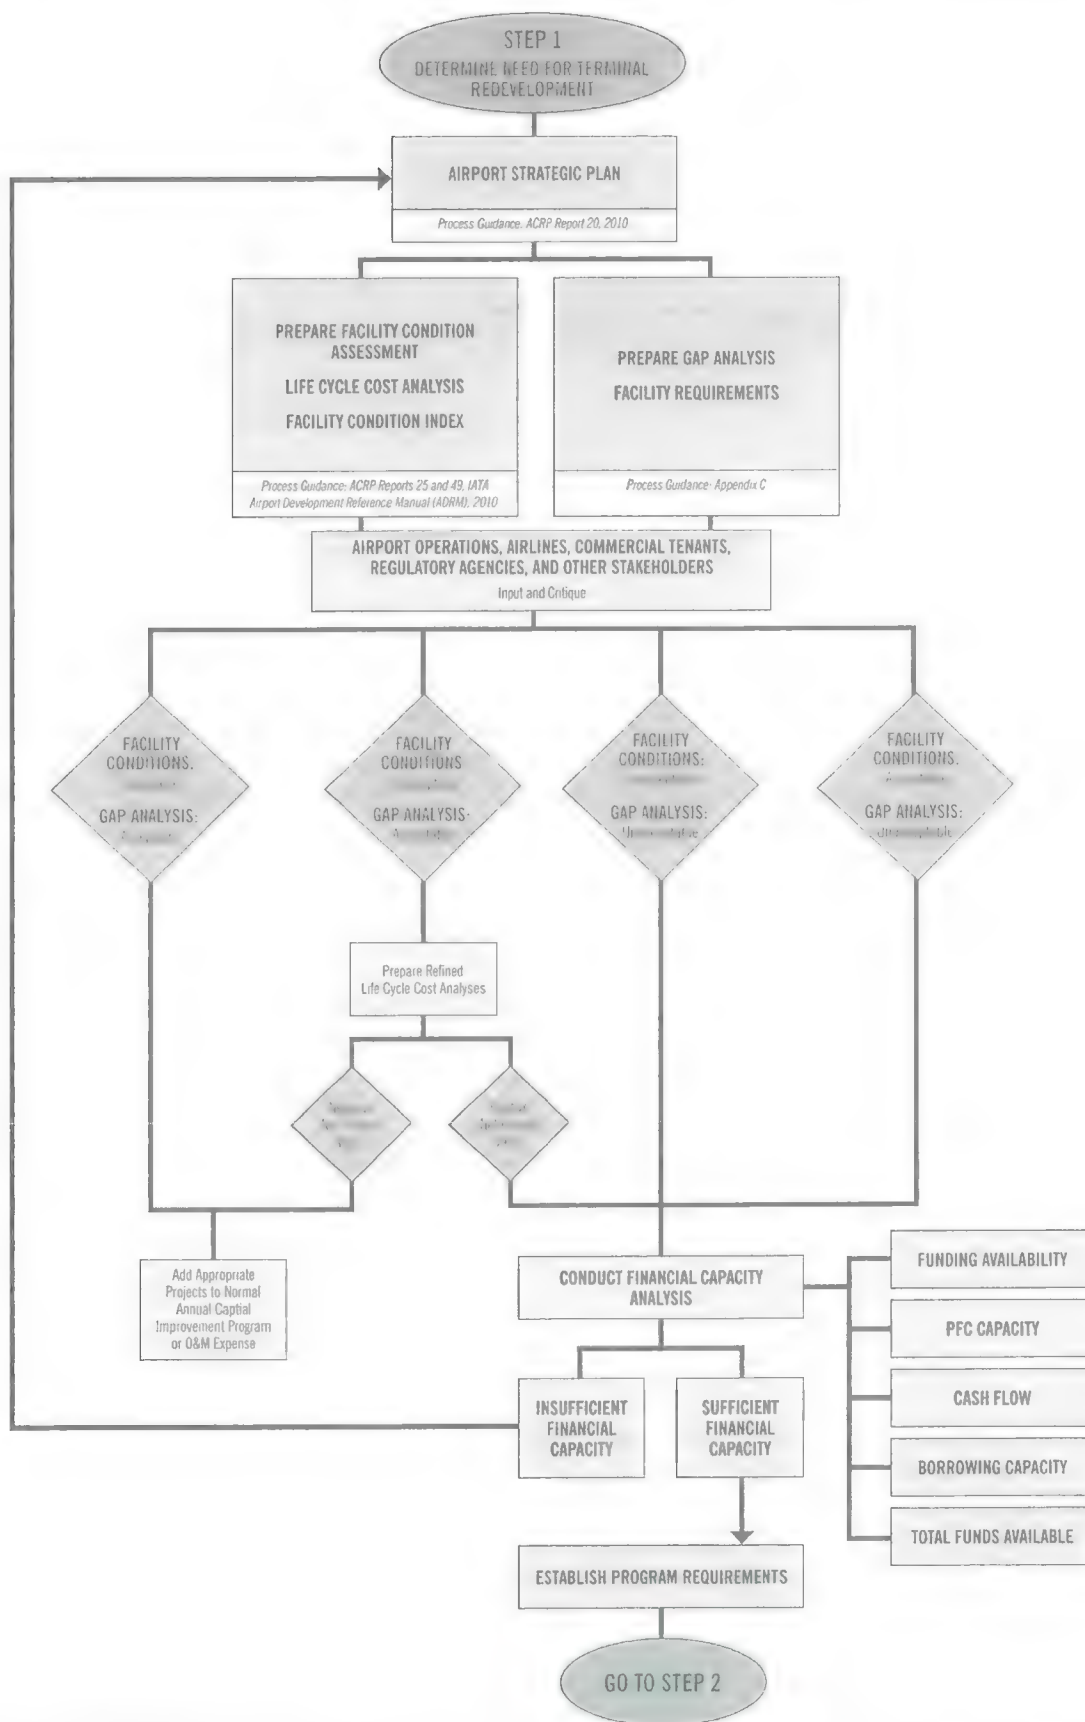 STEP 1
DETERMINE NEED FOR TERMINAL
REDEVELOPMENT
AIRPORT STRATEGIC PLAN
Process Guidance: ACRP Report 20, 2010
PREPARE FACILITY CONDITION
ASSESSMENT
LIFE CYCLE COST ANALYSIS
FACILITY CONDITION INDEX
Process Guidance: ACRP Reports 25 and 49, IATA
Airport Development Reference Manual (ADRM), 2010
PREPARE GAP ANALYSIS
FACILITY REQUIREMENTS
Process Guidance: Appendix C
AIRPORT OPERATIONS, AIRLINES, COMMERCIAL TENANTS,
REGULATORY AGENCIES, AND OTHER STAKEHOLDERS
Input and Critique
FACILITY
CONDITIONS:
GAP ANALYSIS:
FACILITY
CONDITIONS
GAP ANALYSIS:
FACILITY
CONDITIONS:
GAP ANALYSIS:
FACILITY
CONDITIONS:
GAP ANALYSIS:
Prepare Refined
Life Cycle Cost Analyses
Add Appropriate
Projects to Normal
Annual Captial
Improvement Program
or O&M Expense
CONDUCT FINANCIAL CAPACITY
ANALYSIS
FUNDING AVAILABILITY
PFC CAPACITY
CASH FLOW
BORROWING CAPACITY
TOTAL FUNDS AVAILABLE
INSUFFICIENT
FINANCIAL
CAPACITY
SUFFICIENT
FINANCIAL
CAPACITY
ESTABLISH PROGRAM REQUIREMENTS
GO TO STEP 2